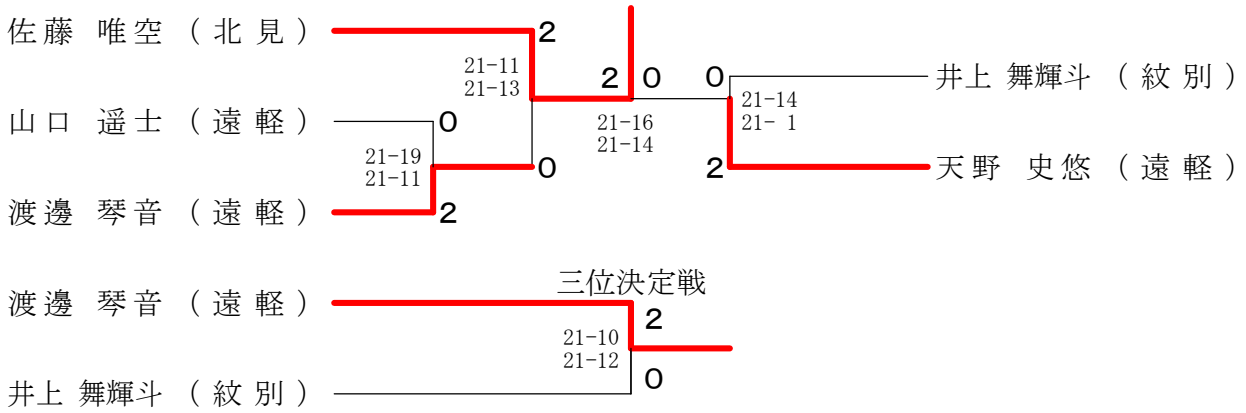 佐藤 唯空 ( 北見 ) 2
21-11
21-13
2 0 0 井上 舞輝斗 ( 紋別 )
21-14
21- 1
山口 遥士 ( 遠軽 ) 0
21-16
21-14
21-19
21-11
0 2 天野 史悠 ( 遠軽 )
渡邊 琴音 ( 遠軽 ) 2
三位決定戦
渡邊 琴音 ( 遠軽 ) 2
21-10
21-12
井上 舞輝斗 ( 紋別 ) 0